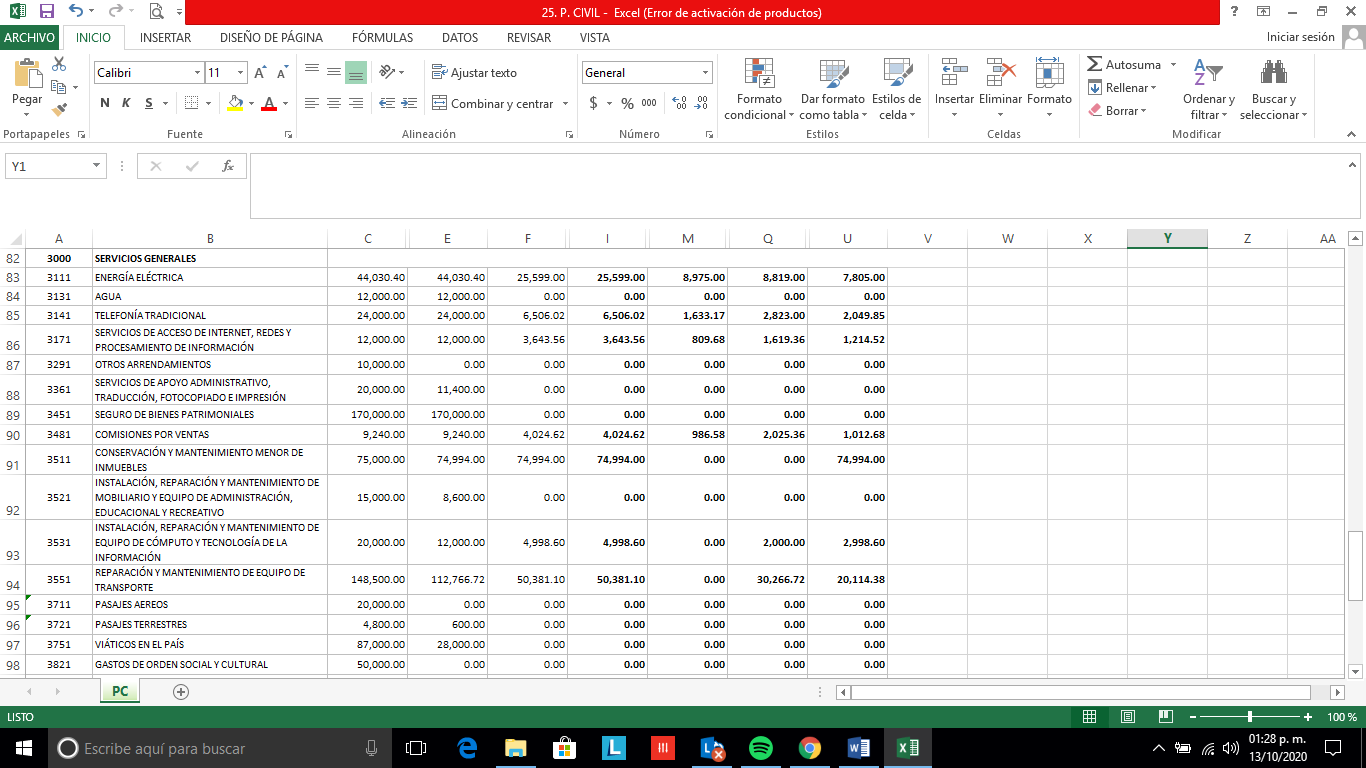 25. P. CIVIL - Excel (Error de activación de productos)
ARCHIVO INICIO INSERTAR DISEÑO DE PÁGINA FÓRMULAS DATOS REVISAR VISTA Iniciar sesión
Calibri 11 Ajustar texto General Autosuma
Pegar N K S Combinar y centrar $ % 000 Formato condicional Dar formato como tabla Estilos de celda Insertar Eliminar Formato Rellenar Borrar Ordenar y filtrar Buscar y seleccionar
Portapapeles Fuente Alineación Número Estilos Celdas Modificar
Y1 fx
A B C E F I M Q U V W X Y Z AA
82 3000 SERVICIOS GENERALES
83 3111 ENERGÍA ELÉCTRICA 44,030.40 44,030.40 25,599.00 25,599.00 8,975.00 8,819.00 7,805.00
84 3131 AGUA 12,000.00 12,000.00 0.00 0.00 0.00 0.00 0.00
85 3141 TELEFONÍA TRADICIONAL 24,000.00 24,000.00 6,506.02 6,506.02 1,633.17 2,823.00 2,049.85
86 3171 SERVICIOS DE ACCESO DE INTERNET, REDES Y
PROCESAMIENTO DE INFORMACIÓN 12,000.00 12,000.00 3,643.56 3,643.56 809.68 1,619.36 1,214.52
87 3291 OTROS ARRENDAMIENTOS 10,000.00 0.00 0.00 0.00 0.00 0.00 0.00
88 3361 SERVICIOS DE APOYO ADMINISTRATIVO,
TRADUCCIÓN, FOTOCOPIADO E IMPRESIÓN 20,000.00 11,400.00 0.00 0.00 0.00 0.00 0.00
89 3451 SEGURO DE BIENES PATRIMONIALES 170,000.00 170,000.00 0.00 0.00 0.00 0.00 0.00
90 3481 COMISIONES POR VENTAS 9,240.00 9,240.00 4,024.62 4,024.62 986.58 2,025.36 1,012.68
91 3511 CONSERVACIÓN Y MANTENIMIENTO MENOR DE
INMUEBLES 75,000.00 74,994.00 74,994.00 74,994.00 0.00 0.00 74,994.00
92 3521 INSTALACIÓN, REPARACIÓN Y MANTENIMIENTO DE
MOBILIARIO Y EQUIPO DE ADMINISTRACIÓN,
EDUCACIONAL Y RECREATIVO 15,000.00 8,600.00 0.00 0.00 0.00 0.00 0.00
93 3531 INSTALACIÓN, REPARACIÓN Y MANTENIMIENTO DE
EQUIPO DE CÓMPUTO Y TECNOLOGÍA DE LA
INFORMACIÓN 20,000.00 12,000.00 4,998.60 4,998.60 0.00 2,000.00 2,998.60
94 3551 REPARACIÓN Y MANTENIMIENTO DE EQUIPO DE
TRANSPORTE 148,500.00 112,766.72 50,381.10 50,381.10 0.00 30,266.72 20,114.38
95 3711 PASAJES AEREOS 20,000.00 0.00 0.00 0.00 0.00 0.00 0.00
96 3721 PASAJES TERRESTRES 4,800.00 600.00 0.00 0.00 0.00 0.00 0.00
97 3751 VIÁTICOS EN EL PAÍS 87,000.00 28,000.00 0.00 0.00 0.00 0.00 0.00
98 3821 GASTOS DE ORDEN SOCIAL Y CULTURAL 50,000.00 0.00 0.00 0.00 0.00 0.00 0.00
PC
LISTO 100 %
Escribe aquí para buscar 01:28 p. m.
13/10/2020